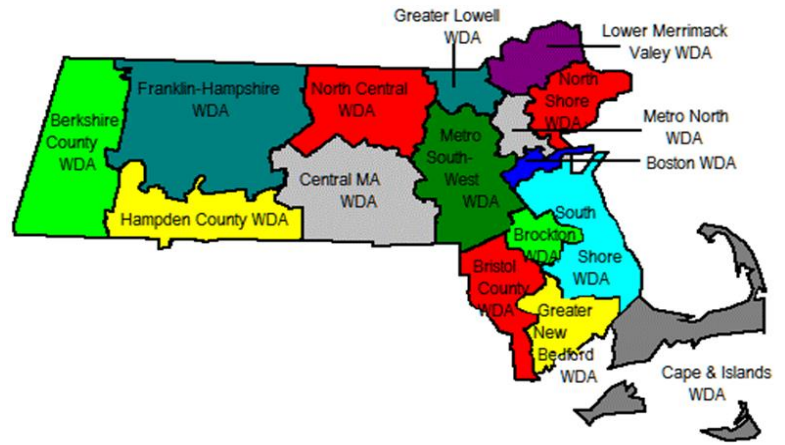 Greater Lowell
WDA
Lower Merrimack
Valey WDA
Franklin-Hampshire
WDA
North Central
WDA
North
Shore
WDA
Berkshire
County
WDA
Metro North
WDA
Metro
South-
West
WDA
Boston WDA
Central MA
WDA
Hampden County WDA
South
Shore
WDA
Brockton
WDA
Bristol
County
WDA
Greater
New
Bedford
WDA
Cape & Islands
WDA